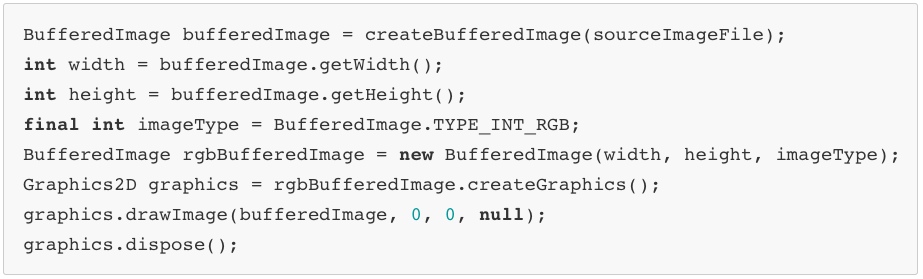 BufferedImage bufferedImage = createBufferedImage(sourceImageFile);
int width = bufferedImage.getWidth();
int height = bufferedImage.getHeight();
final int imageType = BufferedImage.TYPE_INT_RGB;
BufferedImage rgbBufferedImage = new BufferedImage(width, height, imageType);
Graphics2D graphics = rgbBufferedImage.createGraphics();
graphics.drawImage(bufferedImage, 0, 0, null);
graphics.dispose();